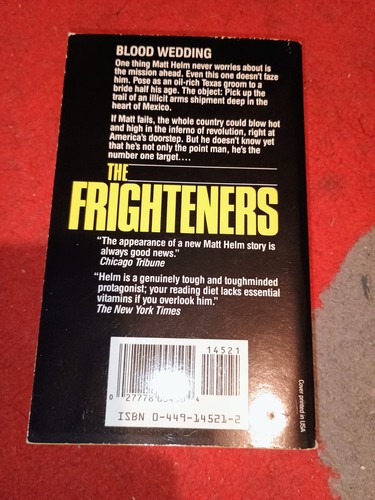 BLOOD WEDDING
One thing Matt Helm never worries about is
the mission ahead. Even this one doesn't faze
him. Pose as an oil-rich Texas groom to a
bride half his age. The object: Pick up the
trail of an illicit arms shipment deep in the
heart of Mexico.
If Matt fails, the whole country could blow hot
and high in the inferno of revolution, right at
America's doorstep. But he doesn't know yet
that he's not only the point man, he's the
number one target....
THE
FRIGHTENERS
"The appearance of a new Matt Helm story is
always good news."
Chicago Tribune
"Helm is a genuinely tough and toughminded
protagonist; your reading diet lacks essential
vitamins if you overlook him."
The New York Times
14521
0 27778 4
ISBN 0-449-14521-2
Cover printed in USA